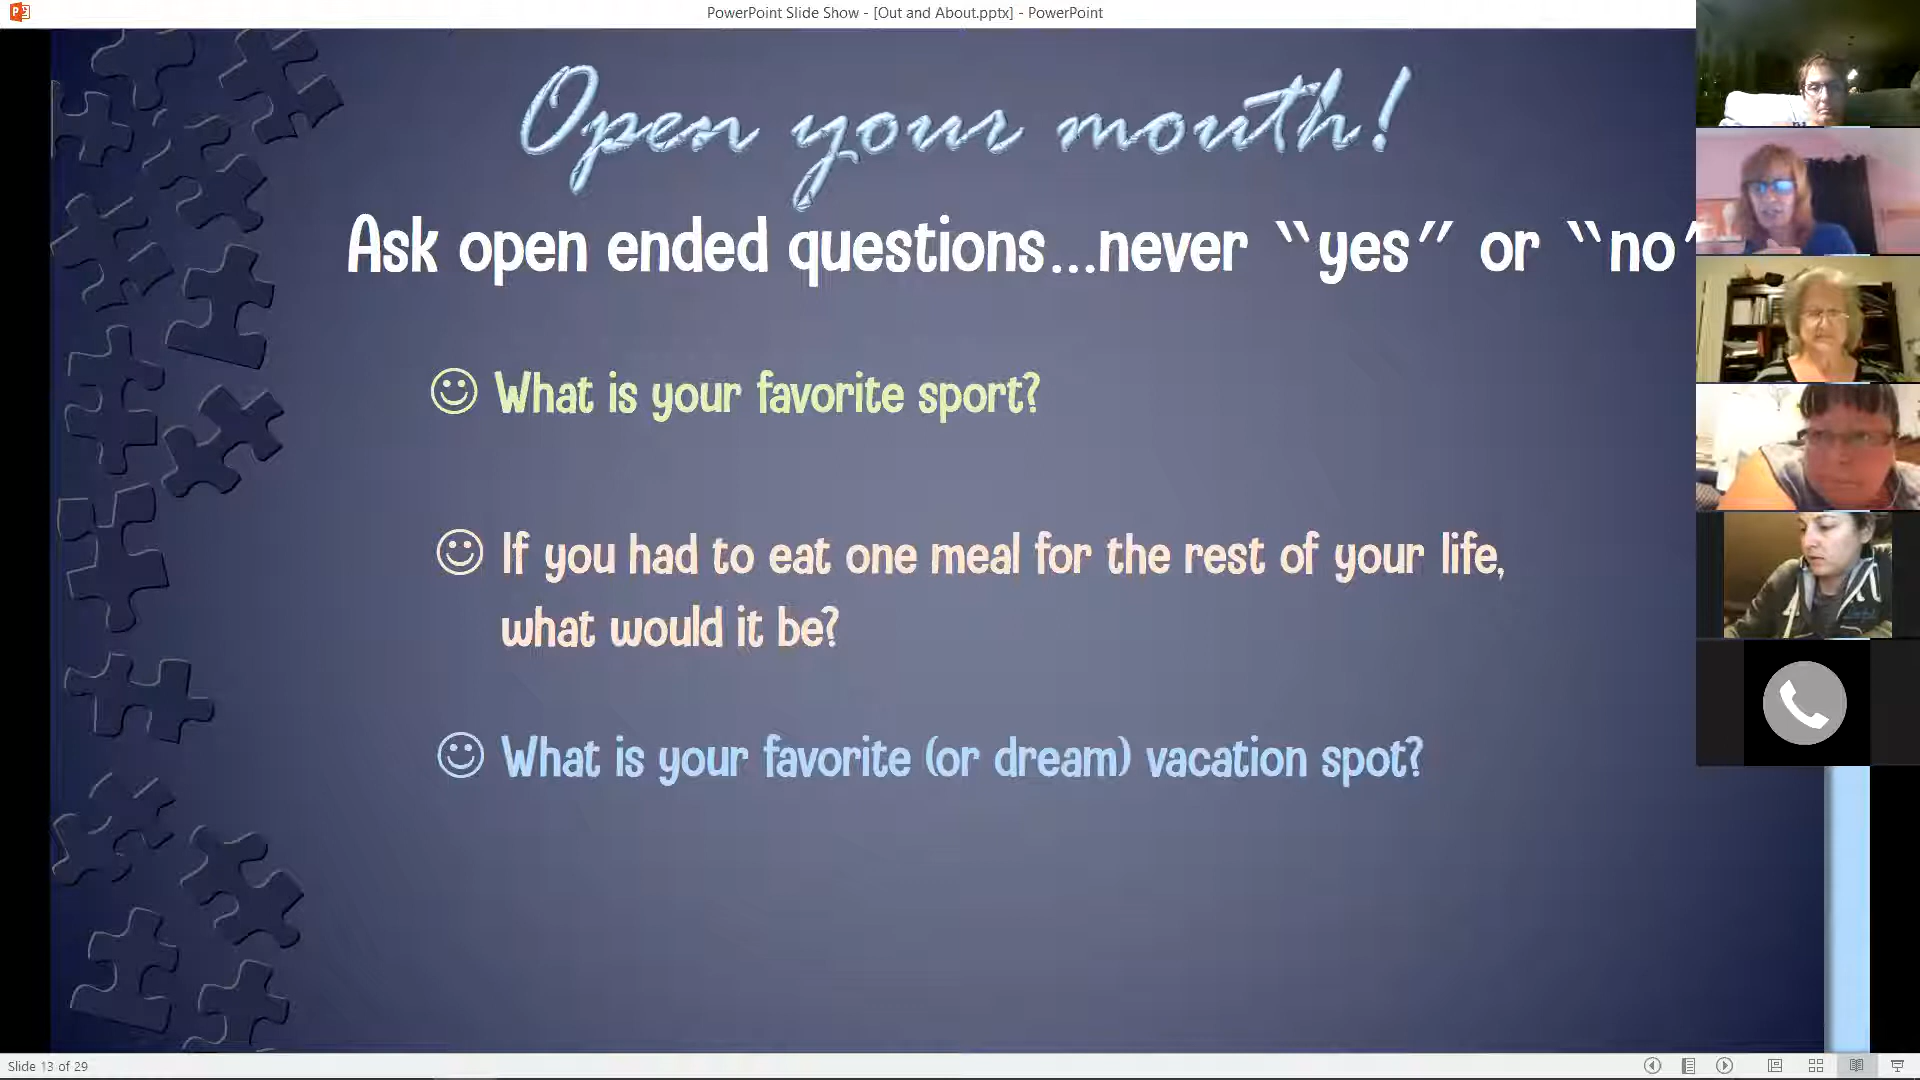 PowerPoint Slide Show - [Out and About.pptx] - PowerPoint
Open your mouth!
Ask open ended questions...never “yes” or “no”
What is your favorite sport?
If you had to eat one meal for the rest of your life,
what would it be?
What is your favorite (or dream) vacation spot?
Slide 13 of 29